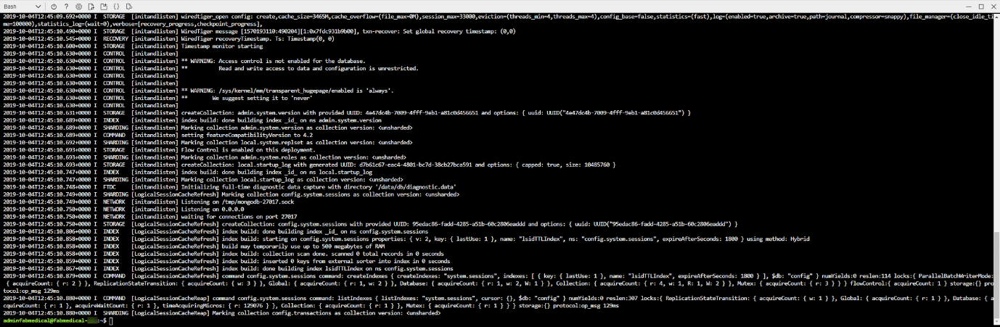 Bash
2019-10-04T12:45:09.692+0000 I  STORAGE  [initandlisten] wiredtiger_open config: create,cache_size=3465M,cache_overflow=(file_max=0M),session_max=33000,eviction=(threads_min=4,threads_max=4),config_base=false,statistics=(fast),log=(enabled=true,archive=true,path=journal,compressor=snappy),file_manager=(close_idle_ti
me=100000),statistics_log=(wait=0),verbose=[recovery_progress,checkpoint_progress],
2019-10-04T12:45:10.490+0000 I  STORAGE  [initandlisten] WiredTiger message [1570193110:490204][1:0x7fdc931b9b00], txn-recover: Set global recovery timestamp: (0,0)
2019-10-04T12:45:10.545+0000 I  RECOVERY [initandlisten] WiredTiger recoveryTimestamp. Ts: Timestamp(0, 0)
2019-10-04T12:45:10.600+0000 I  STORAGE  [initandlisten] Timestamp monitor starting
2019-10-04T12:45:10.630+0000 I  CONTROL  [initandlisten]
2019-10-04T12:45:10.630+0000 I  CONTROL  [initandlisten] ** WARNING: Access control is not enabled for the database.
2019-10-04T12:45:10.630+0000 I  CONTROL  [initandlisten] **          Read and write access to data and configuration is unrestricted.
2019-10-04T12:45:10.630+0000 I  CONTROL  [initandlisten]
2019-10-04T12:45:10.630+0000 I  CONTROL  [initandlisten]
2019-10-04T12:45:10.630+0000 I  CONTROL  [initandlisten] ** WARNING: /sys/kernel/mm/transparent_hugepage/enabled is 'always'.
2019-10-04T12:45:10.630+0000 I  CONTROL  [initandlisten] **        We suggest setting it to 'never'
2019-10-04T12:45:10.630+0000 I  CONTROL  [initandlisten]
2019-10-04T12:45:10.631+0000 I  STORAGE  [initandlisten] createCollection: admin.system.version with provided UUID: 4e47dc4b-7009-4fff-9eb1-a81c0d456651 and options: { uuid: UUID("4e47dc4b-7009-4fff-9eb1-a81c0d456651") }
2019-10-04T12:45:10.689+0000 I  INDEX    [initandlisten] index build: done building index _id_ on ns admin.system.version
2019-10-04T12:45:10.689+0000 I  SHARDING [initandlisten] Marking collection admin.system.version as collection version: <unsharded>
2019-10-04T12:45:10.689+0000 I  COMMAND  [initandlisten] setting featureCompatibilityVersion to 4.2
2019-10-04T12:45:10.692+0000 I  SHARDING [initandlisten] Marking collection local.system.replset as collection version: <unsharded>
2019-10-04T12:45:10.693+0000 I  STORAGE  [initandlisten] Flow Control is enabled on this deployment.
2019-10-04T12:45:10.693+0000 I  SHARDING [initandlisten] Marking collection admin.system.roles as collection version: <unsharded>
2019-10-04T12:45:10.693+0000 I  STORAGE  [initandlisten] createCollection: local.startup_log with generated UUID: d7b61c67-eac4-4801-bc7d-38cb27bca591 and options: { capped: true, size: 10485760 }
2019-10-04T12:45:10.747+0000 I  INDEX    [initandlisten] index build: done building index _id_ on ns local.startup_log
2019-10-04T12:45:10.747+0000 I  SHARDING [initandlisten] Marking collection local.startup_log as collection version: <unsharded>
2019-10-04T12:45:10.748+0000 I  FTDC     [initandlisten] Initializing full-time diagnostic data capture with directory '/data/db/diagnostic.data'
2019-10-04T12:45:10.749+0000 I  SHARDING [LogicalSessionCacheRefresh] Marking collection config.system.sessions as collection version: <unsharded>
2019-10-04T12:45:10.749+0000 I  NETWORK  [initandlisten] Listening on /tmp/mongodb-27017.sock
2019-10-04T12:45:10.750+0000 I  NETWORK  [initandlisten] Listening on 0.0.0.0
2019-10-04T12:45:10.750+0000 I  NETWORK  [initandlisten] waiting for connections on port 27017
2019-10-04T12:45:10.750+0000 I  STORAGE  [LogicalSessionCacheRefresh] createCollection: config.system.sessions with provided UUID: 95edac86-fadd-4285-a51b-60c2806eaddd and options: { uuid: UUID("95edac86-fadd-4285-a51b-60c2806eaddd") }
2019-10-04T12:45:10.806+0000 I  INDEX    [LogicalSessionCacheRefresh] index build: done building index _id_ on ns config.system.sessions
2019-10-04T12:45:10.858+0000 I  INDEX    [LogicalSessionCacheRefresh] index build: starting on config.system.sessions properties: { v: 2, key: { lastUse: 1 }, name: "lsidTTLIndex", ns: "config.system.sessions", expireAfterSeconds: 1800 } using method: Hybrid
2019-10-04T12:45:10.858+0000 I  INDEX    [LogicalSessionCacheRefresh] build may temporarily use up to 500 megabytes of RAM
2019-10-04T12:45:10.859+0000 I  INDEX    [LogicalSessionCacheRefresh] index build: collection scan done. scanned 0 total records in 0 seconds
2019-10-04T12:45:10.859+0000 I  INDEX    [LogicalSessionCacheRefresh] index build: inserted 0 keys from external sorter into index in 0 seconds
2019-10-04T12:45:10.867+0000 I  INDEX    [LogicalSessionCacheRefresh] index build: done building index lsidTTLIndex on ns config.system.sessions
2019-10-04T12:45:10.879+0000 I  COMMAND  [LogicalSessionCacheRefresh] command config.system.sessions command: createIndexes { createIndexes: "system.sessions", indexes: [ { key: { lastUse: 1 }, name: "lsidTTLIndex", expireAfterSeconds: 1800 } ], $db: "config" } numYields:0 reslen:114 locks:{ ParallelBatchWriterMode:
 { acquireCount: { r: 2 } }, ReplicationStateTransition: { acquireCount: { w: 3 } }, Global: { acquireCount: { r: 1, w: 2 } }, Database: { acquireCount: { r: 1, w: 2, W: 1 } }, Collection: { acquireCount: { r: 4, w: 1, R: 1, W: 2 } }, Mutex: { acquireCount: { r: 3 } } } flowControl:{ acquireCount: 1 } storage:{} pro
tocol:op_msg 129ms
2019-10-04T12:45:10.880+0000 I  COMMAND  [LogicalSessionCacheReap] command config.system.sessions command: listIndexes { listIndexes: "system.sessions", cursor: {}, $db: "config" } numYields:0 reslen:307 locks:{ ReplicationStateTransition: { acquireCount: { w: 1 } }, Global: { acquireCount: { r: 1 } }, Database: { a
cquireCount: { r: 1 }, acquireWaitCount: { r: 1 }, timeAcquiringMicros: { r: 129076 } }, Collection: { acquireCount: { r: 1 } }, Mutex: { acquireCount: { r: 1 } } } storage:{} protocol:op_msg 129ms
2019-10-04T12:45:10.880+0000 I  SHARDING [LogicalSessionCacheReap] Marking collection config.transactions as collection version: <unsharded>
adminfabmedical@fabmedical-   :~$